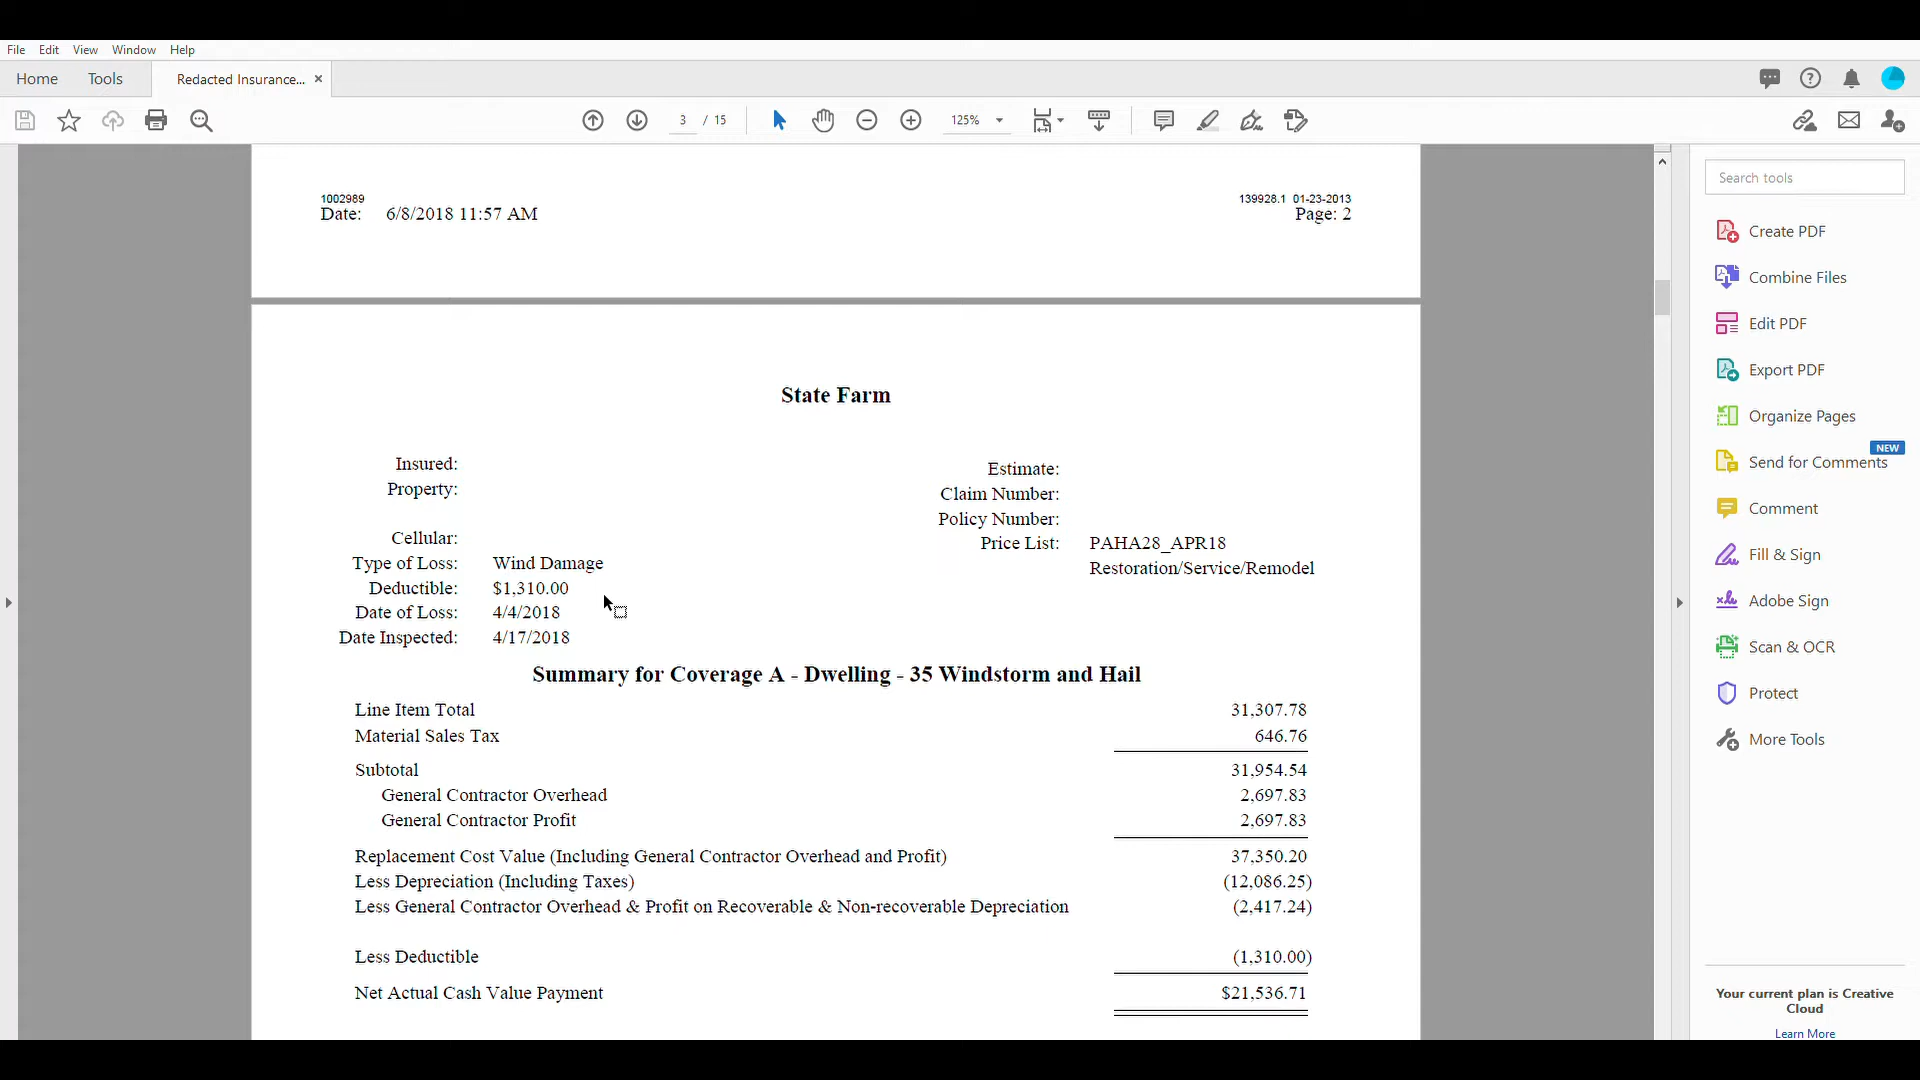 File Edit View Window Help
Home Tools Redacted Insurance... ×
3 / 15 125%
Search tools
1002989 139928.1 01-23-2013
Date: 6/8/2018 11:57 AM Page: 2
State Farm
Insured:
Property:
Cellular:
Type of Loss: Wind Damage
Deductible: $1,310.00
Date of Loss: 4/4/2018
Date Inspected: 4/17/2018
Estimate:
Claim Number:
Policy Number:
Price List: PAHA28_APR18
Restoration/Service/Remodel
Summary for Coverage A - Dwelling - 35 Windstorm and Hail
Line Item Total 31,307.78
Material Sales Tax 646.76
Subtotal 31,954.54
General Contractor Overhead 2,697.83
General Contractor Profit 2,697.83
Replacement Cost Value (Including General Contractor Overhead and Profit) 37,350.20
Less Depreciation (Including Taxes) (12,086.25)
Less General Contractor Overhead & Profit on Recoverable & Non-recoverable Depreciation (2,417.24)
Less Deductible (1,310.00)
Net Actual Cash Value Payment $21,536.71
Create PDF
Combine Files
Edit PDF
Export PDF
Organize Pages
NEW
Send for Comments
Comment
Fill & Sign
Adobe Sign
Scan & OCR
Protect
More Tools
Your current plan is Creative
Cloud
Learn More